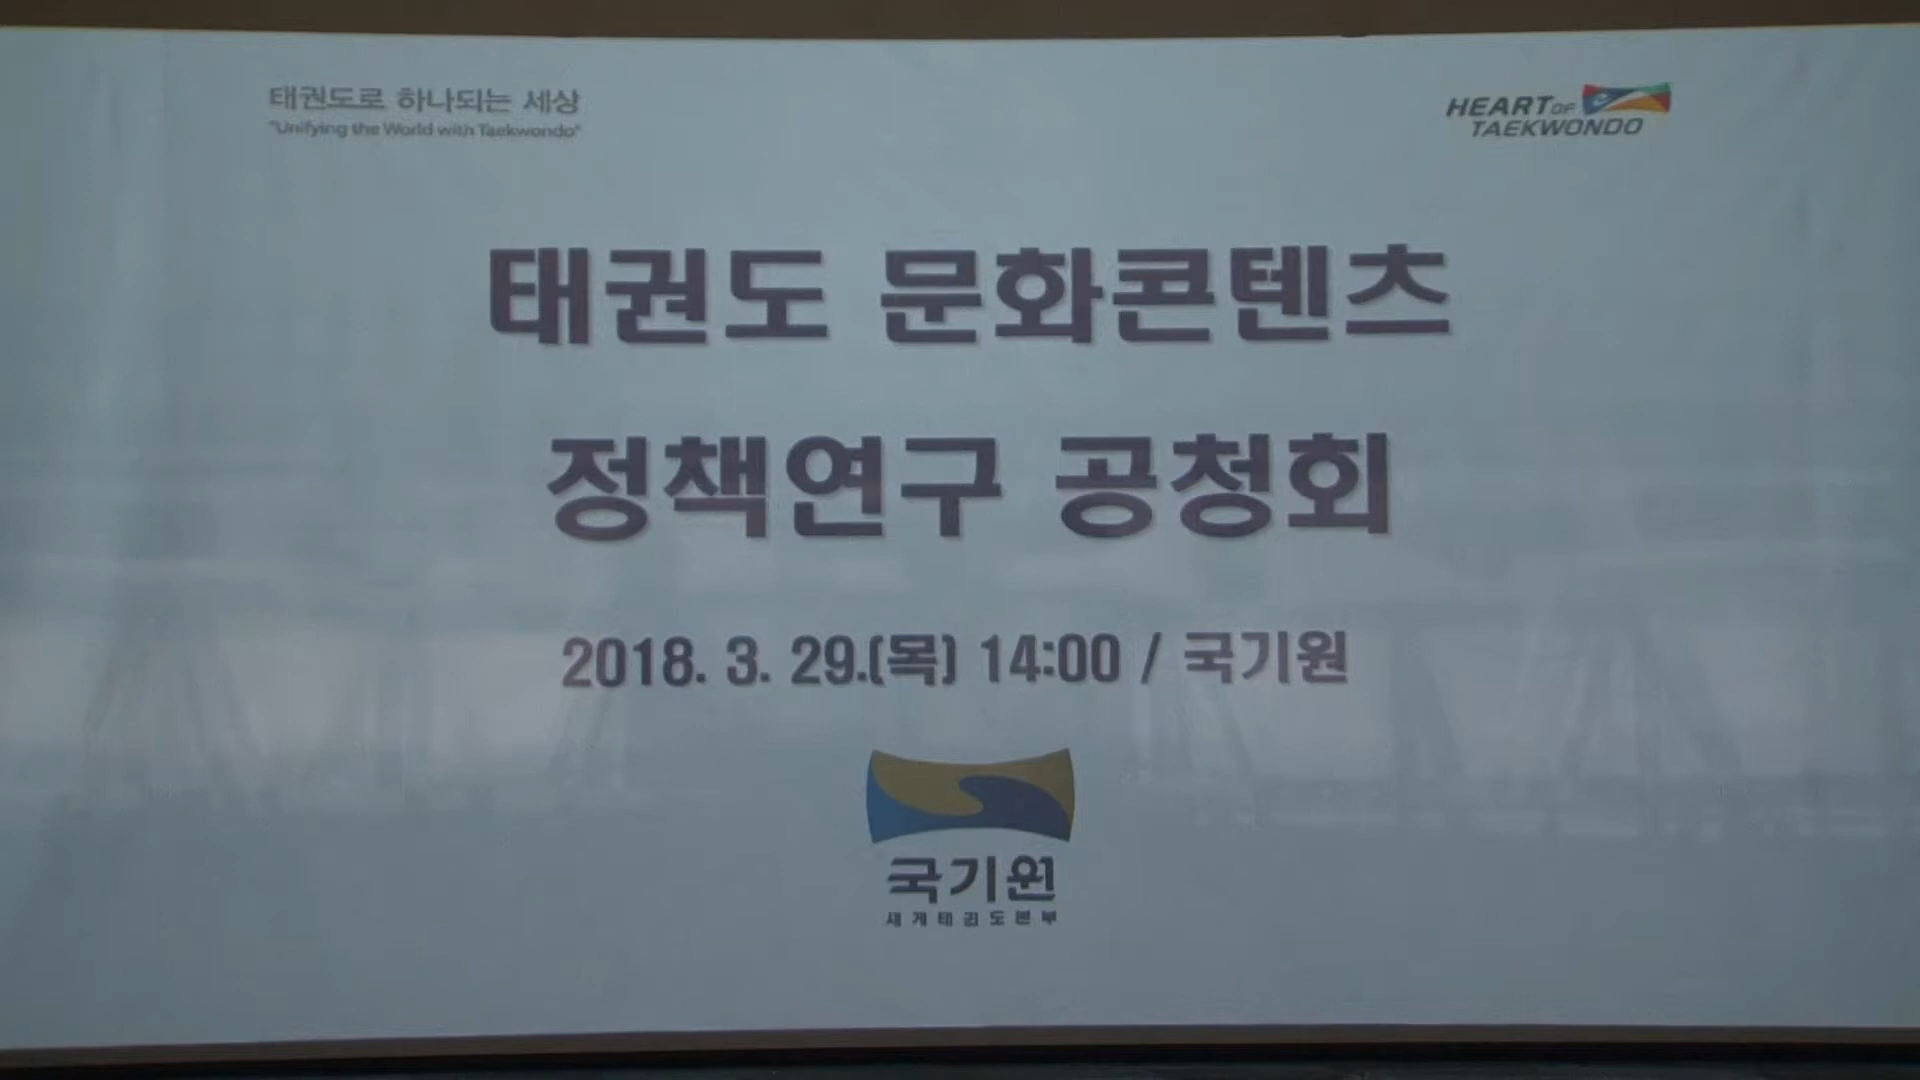 태권도로 하나되는 세상
"Unifying the World with Taekwondo"
HEART OF
TAEKWONDO
태권도 문화콘텐츠
정책연구 공청회
2018. 3. 29.(목) 14:00 / 국기원
국기원
세계태권도본부